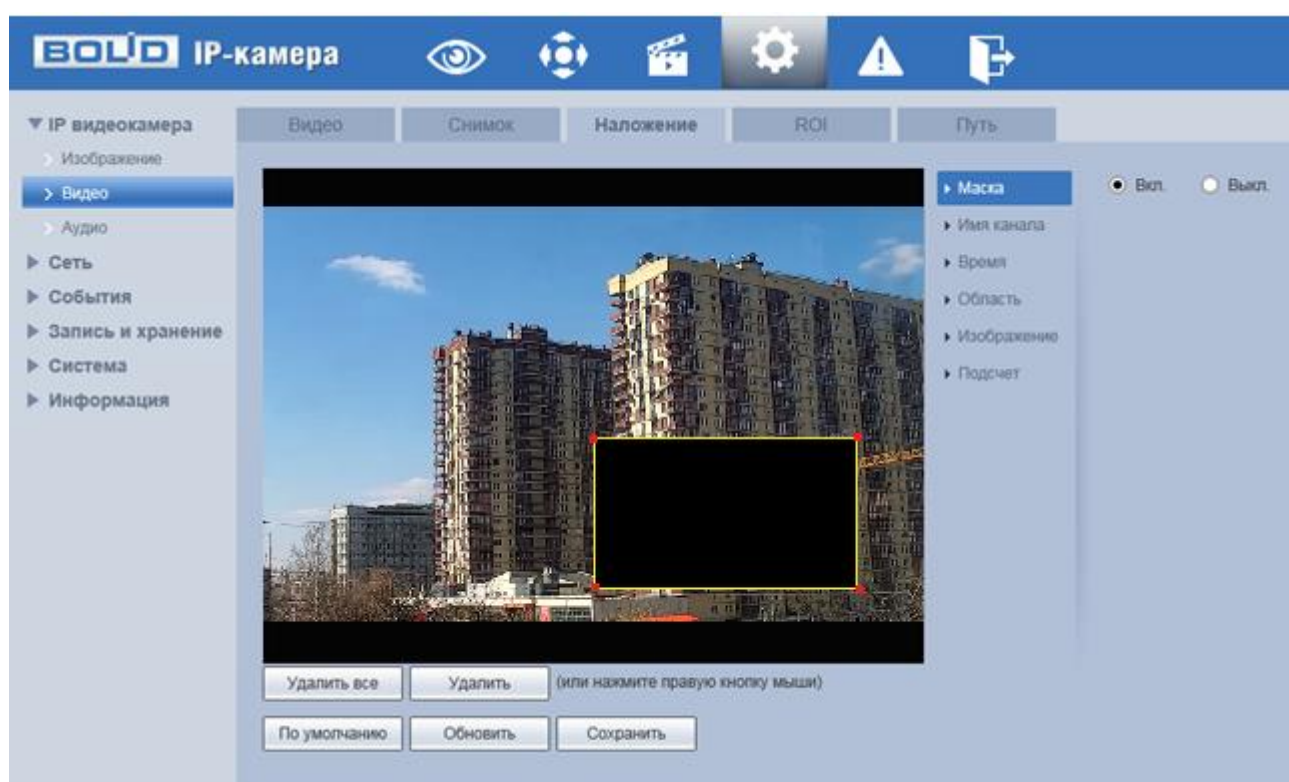 BOLID IP-камера
IP видеокамера
Изображение
Видео
Аудио
Сеть
События
Запись и хранение
Система
Информация
Видео Снимок Наложение ROI Путь
Маска
Имя канала
Время
Область
Изображение
Подсчет
Вкл. Выкл.
Удалить все Удалить (или нажмите правую кнопку мыши)
По умолчанию Обновить Сохранить